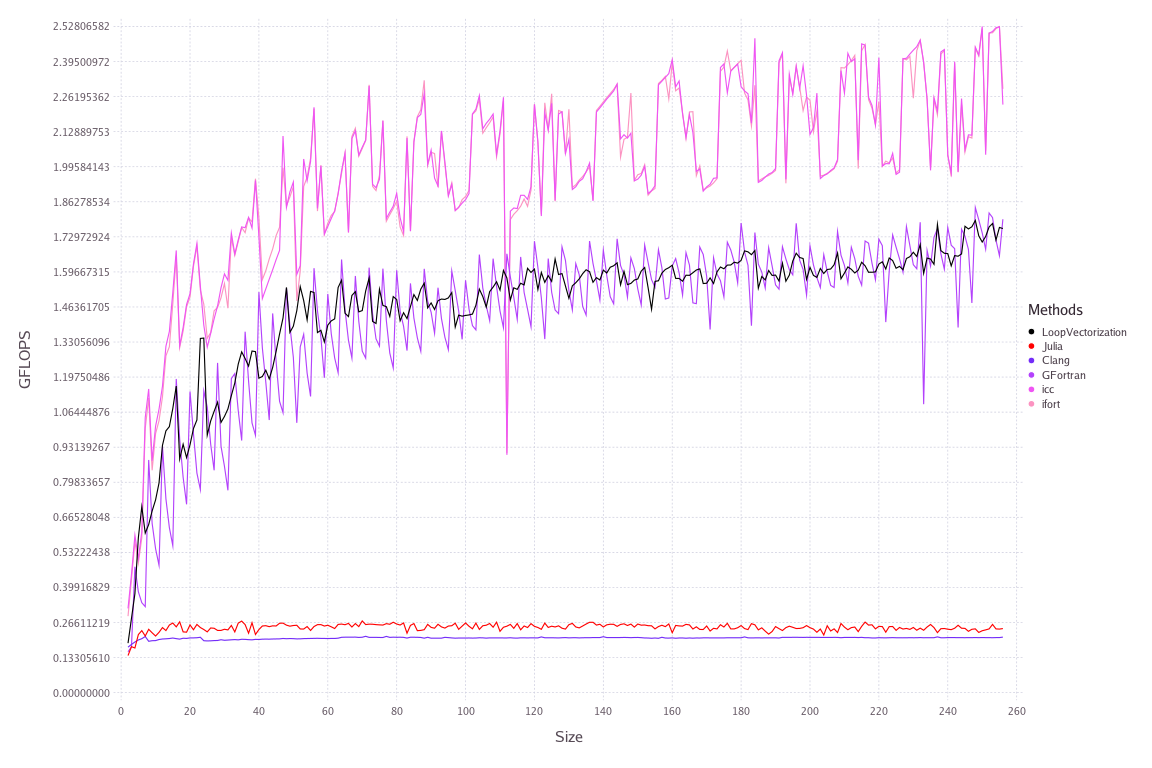 GFLOPS
2.52806582
2.39500972
2.26195362
2.12889753
1.99584143
1.86278534
1.72972924
1.59667315
1.46361705
1.33056096
1.19750486
1.06444876
0.93139267
0.79833657
0.66528048
0.53222438
0.39916829
0.26611219
0.13305610
0.00000000
0 20 40 60 80 100 120 140 160 180 200 220 240 260
Size
Methods
LoopVectorization
Julia
Clang
GFortran
icc
ifort